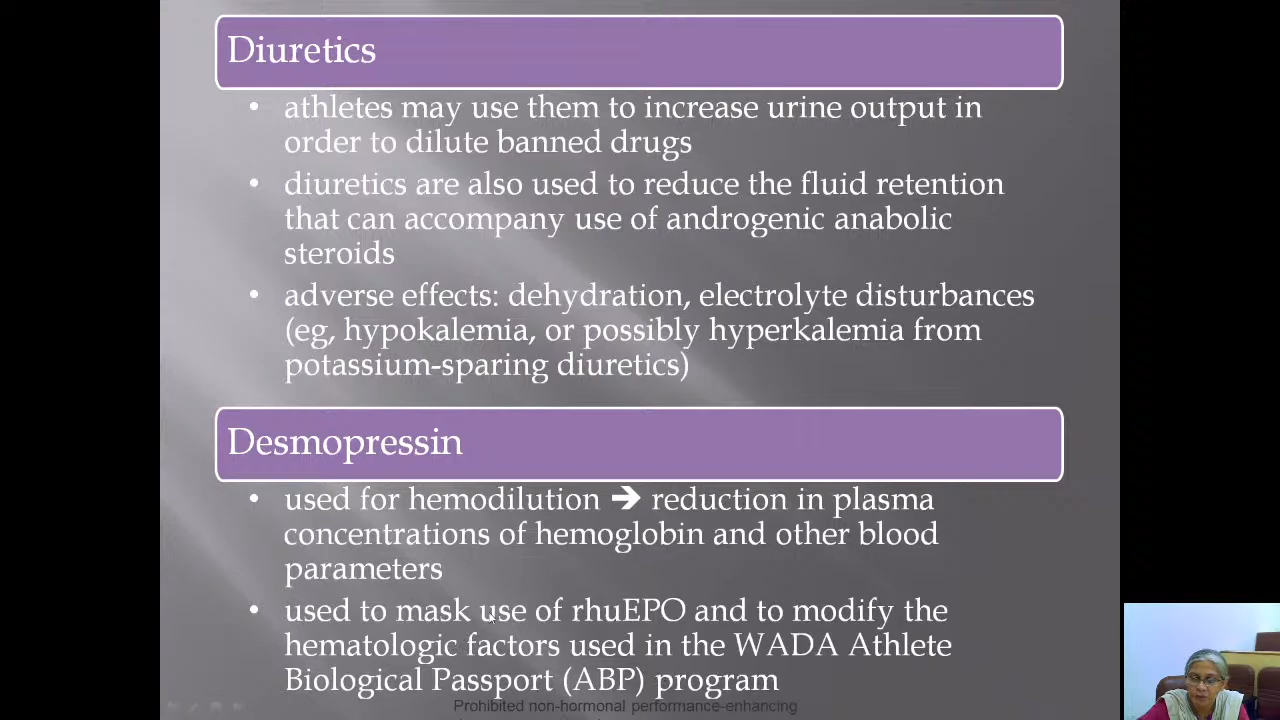 Diuretics
• athletes may use them to increase urine output in
order to dilute banned drugs
• diuretics are also used to reduce the fluid retention
that can accompany use of androgenic anabolic
steroids
• adverse effects: dehydration, electrolyte disturbances
(eg, hypokalemia, or possibly hyperkalemia from
potassium-sparing diuretics)
Desmopressin
• used for hemodilution ➔ reduction in plasma
concentrations of hemoglobin and other blood
parameters
• used to mask use of rhuEPO and to modify the
hematologic factors used in the WADA Athlete
Biological Passport (ABP) program
Prohibited non-hormonal performance-enhancing